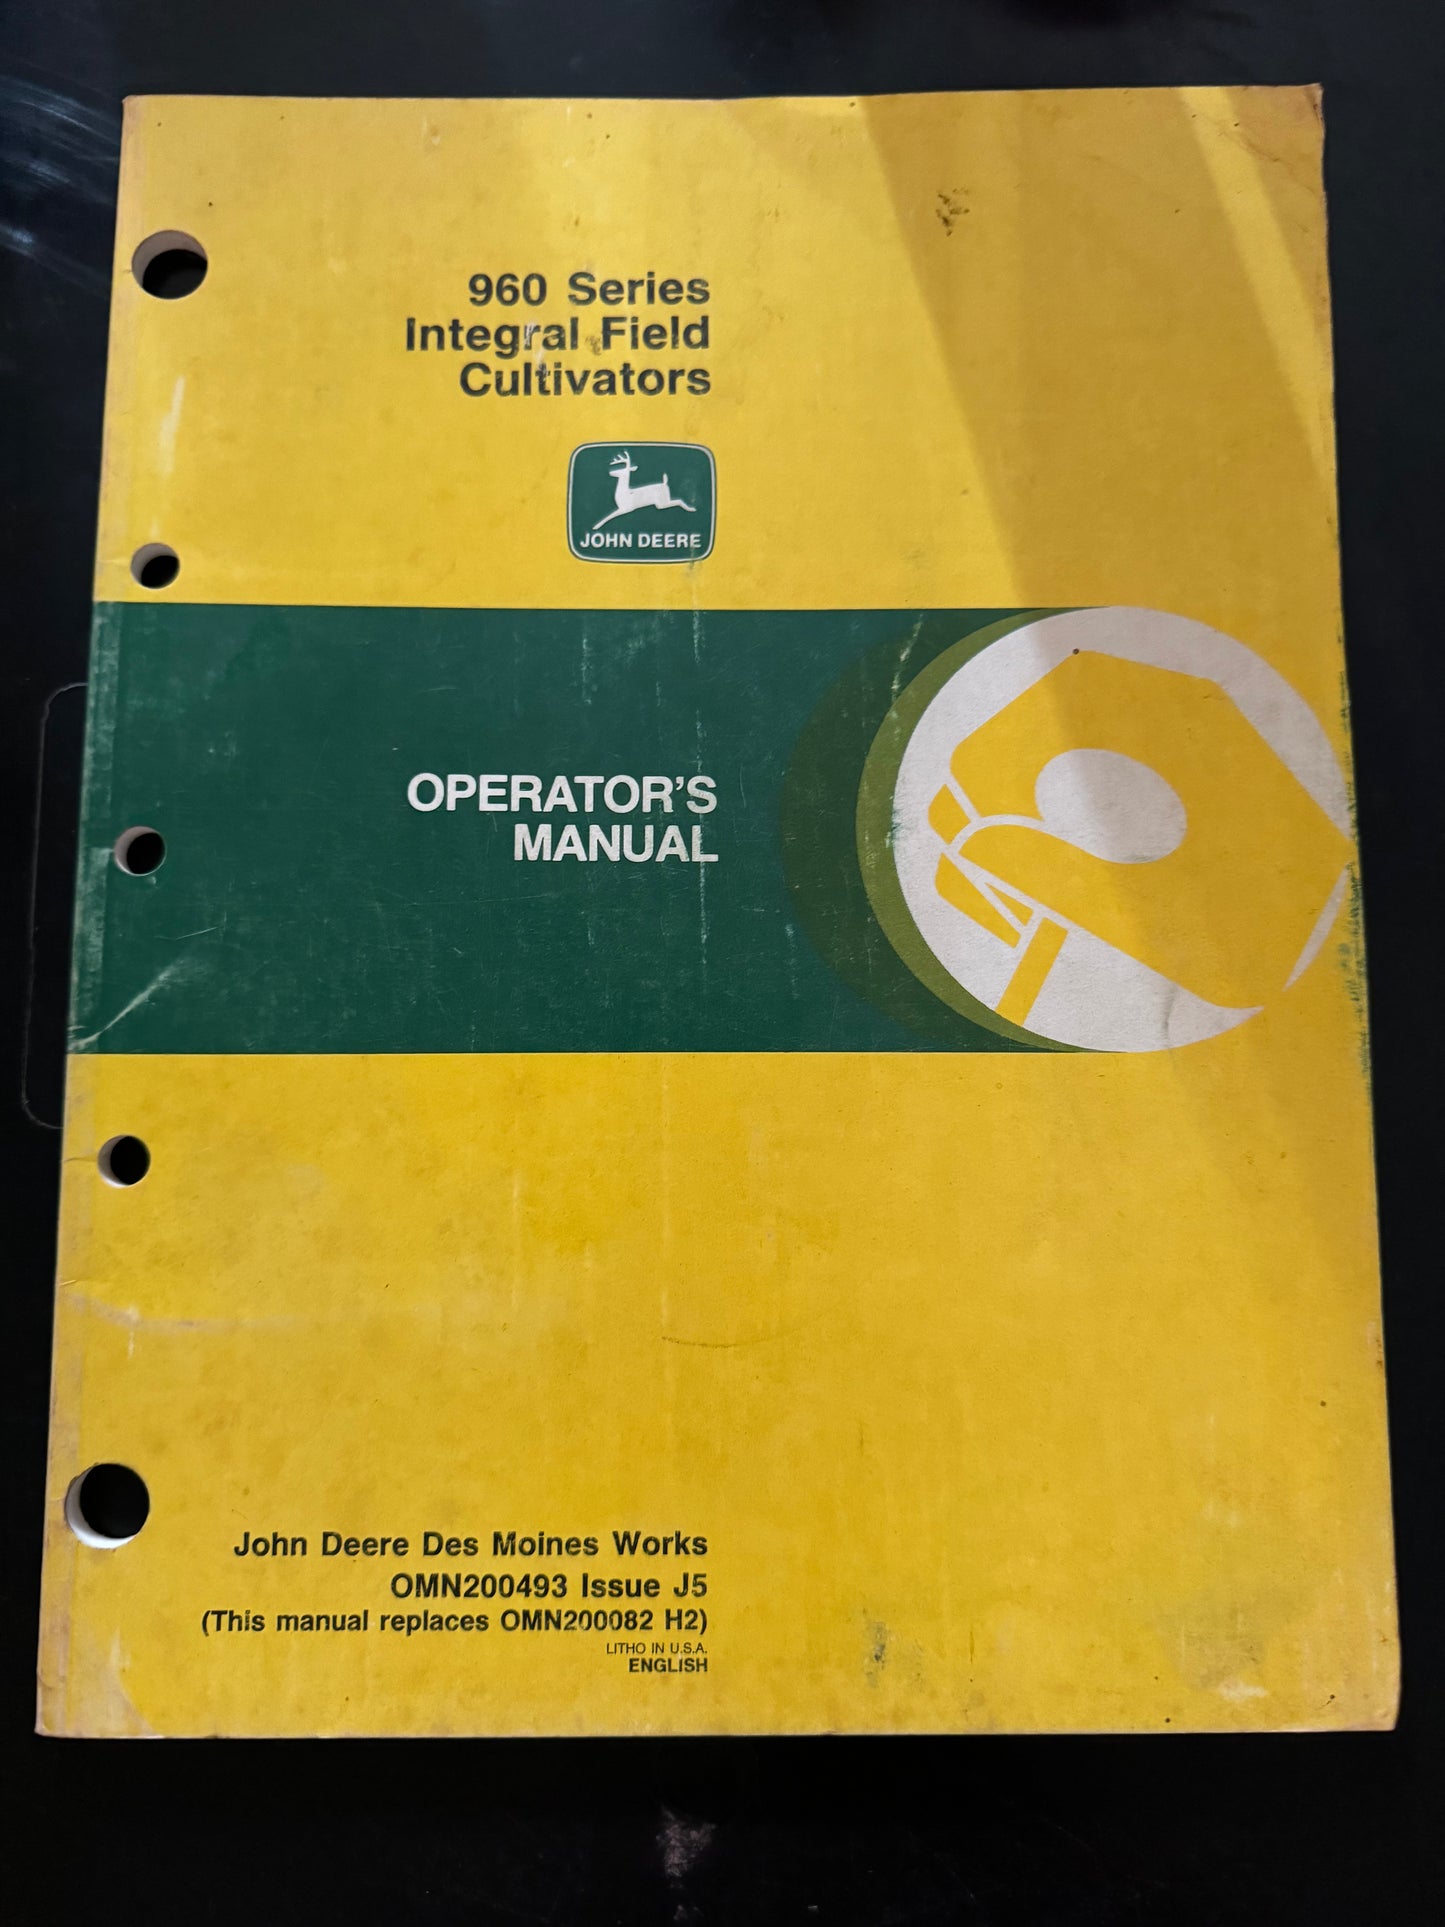 960 Series
Integral Field
Cultivators
JOHN DEERE
OPERATOR'S
MANUAL
John Deere Des Moines Works
OMN200493 Issue J5
(This manual replaces OMN200082 H2)
LITHO IN U.S.A.
ENGLISH